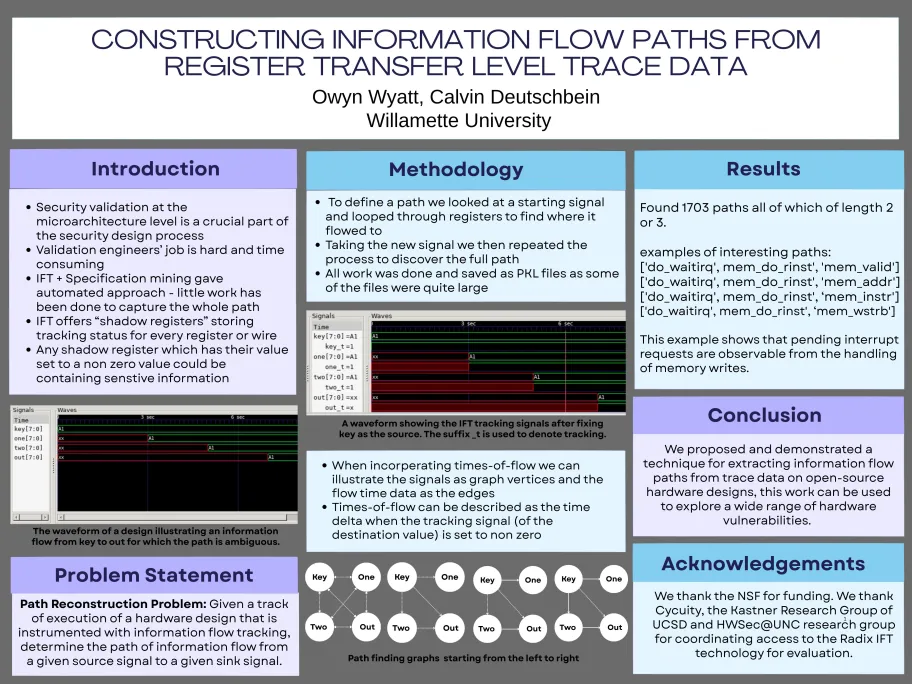 CONSTRUCTING INFORMATION FLOW PATHS FROM
REGISTER TRANSFER LEVEL TRACE DATA
Owyn Wyatt, Calvin Deutschbein
Willamette University
Introduction
Security validation at the
microarchitecture level is a crucial part of
the security design process
Validation engineers' job is hard and time
consuming
IFT + Specification mining gave
automated approach - little work has
been done to capture the whole path
IFT offers “shadow registers” storing
tracking status for every register or wire
Any shadow register which has their value
set to a non zero value could be
containing senstive information
Signals
Waves
Time
3 sec
6 sec
key[7:0]
A1
one[7:0]
xx
A1
two[7:0]
xx
A1
out[7:0]
xx
A1
The waveform of a design illustrating an information
flow from key to out for which the path is ambiguous.
Problem Statement
Path Reconstruction Problem: Given a track
of execution of a hardware design that is
instrumented with information flow tracking,
determine the path of information flow from
a given source signal to a given sink signal.
Methodology
To define a path we looked at a starting signal
and looped through registers to find where it
flowed to
Taking the new signal we then repeated the
process to discover the full path
All work was done and saved as PKL files as some
of the files were quite large
Signals
Waves
Time
3 sec
6 sec
key[7:0] =A1
A1
key_t =1
one[7:0] =A1
xx
A1
one_t =1
two[7:0] =A1
xx
A1
two_t =1
out[7:0] =xx
xx
A1
out_t =x
A waveform showing the IFT tracking signals after fixing
key as the source. The suffix _t is used to denote tracking.
When incorperating times-of-flow we can
illustrate the signals as graph vertices and the
flow time data as the edges
Times-of-flow can be described as the time
delta when the tracking signal (of the
destination value) is set to non zero
Key One Key One Key One Key One
Two Out Two Out Two Out Two Out
Path finding graphs starting from the left to right
Results
Found 1703 paths all of which of length 2
or 3.
examples of interesting paths:
['do_waitirq', mem_do_rinst', 'mem_valid']
['do_waitirq', mem_do_rinst', 'mem_addr']
['do_waitirq', mem_do_rinst', 'mem_instr']
['do_waitirq', mem_do_rinst', 'mem_wstrb']
This example shows that pending interrupt
requests are observable from the handling
of memory writes.
Conclusion
We proposed and demonstrated a
technique for extracting information flow
paths from trace data on open-source
hardware designs, this work can be used
to explore a wide range of hardware
vulnerabilities.
Acknowledgements
We thank the NSF for funding. We thank
Cycuity, the Kastner Research Group of
UCSD and HWSec@UNC research group
for coordinating access to the Radix IFT
technology for evaluation.